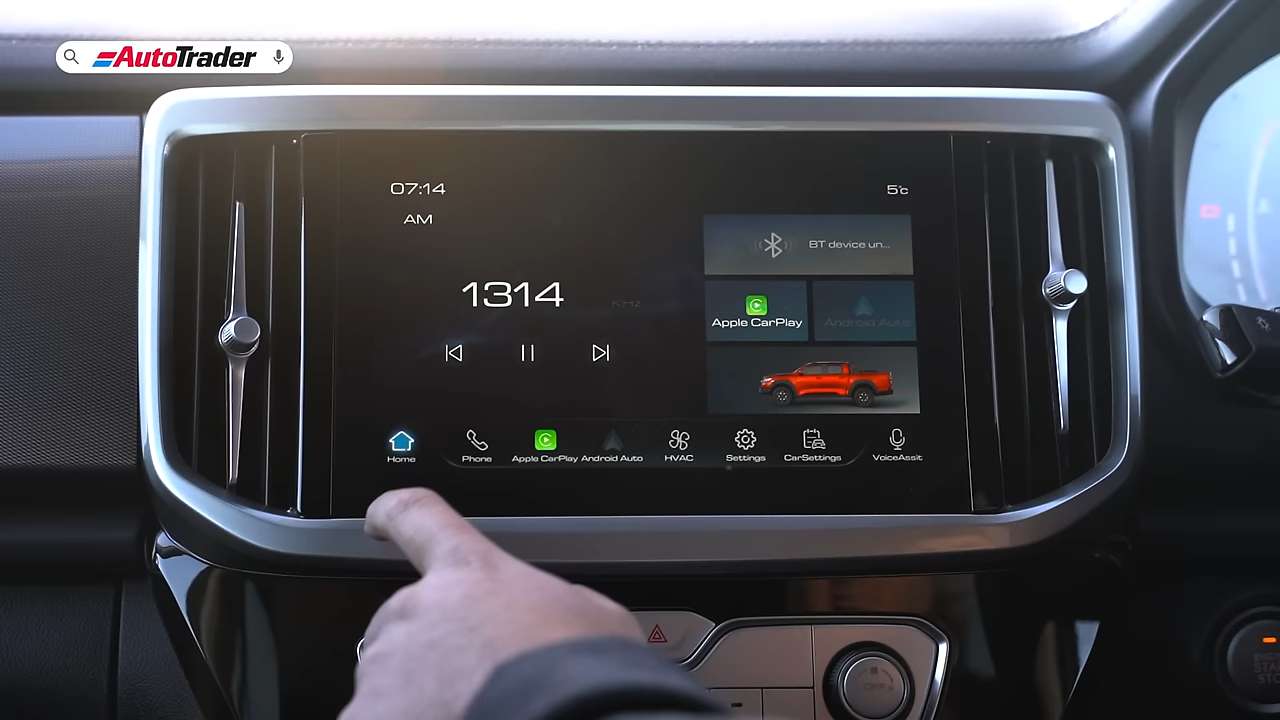 AutoTrader
07:14
AM
5°c
BT device un...
1314
KHz
Apple CarPlay
Android Auto
Home
Phone
Apple CarPlay
Android Auto
HVAC
Settings
CarSettings
VoiceAssit